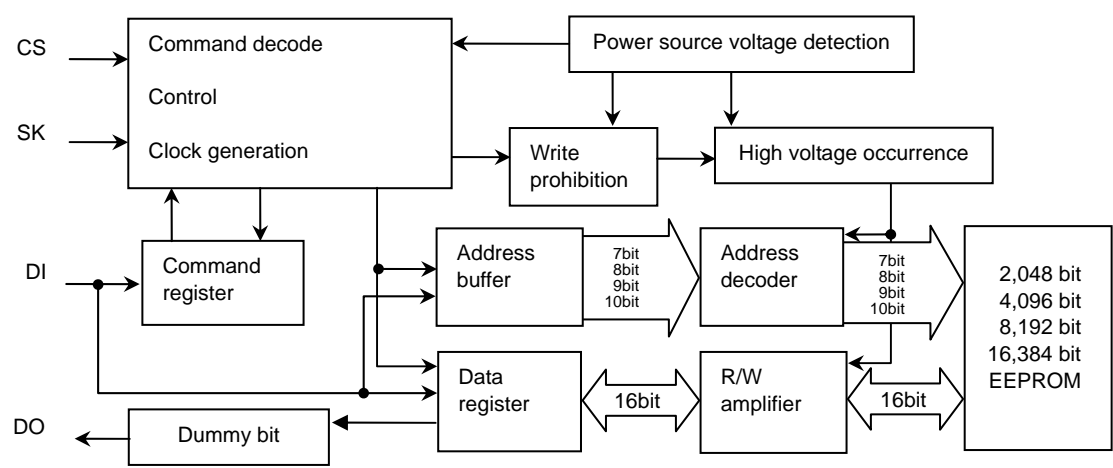 CS
Command decode
Control
Clock generation
Power source voltage detection
SK
Write
prohibition
High voltage occurrence
DI
Command
register
Address
buffer
7bit
8bit
9bit
10bit
Address
decoder
7bit
8bit
9bit
10bit
2,048 bit
4,096 bit
8,192 bit
16,384 bit
EEPROM
DO
Dummy bit
Data
register
16bit
R/W
amplifier
16bit